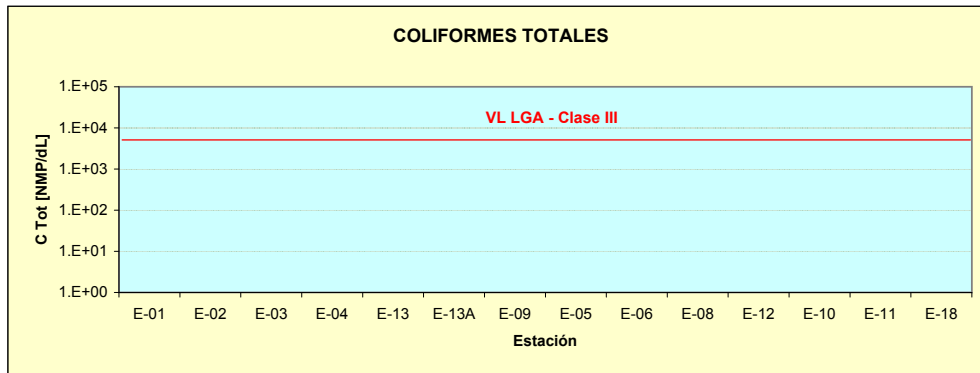 COLIFORMES TOTALES
C Tot [NMP/dL]
1.E+05
1.E+04
1.E+03
1.E+02
1.E+01
1.E+00
VL LGA - Clase III
E-01 E-02 E-03 E-04 E-13 E-13A E-09 E-05 E-06 E-08 E-12 E-10 E-11 E-18
Estación